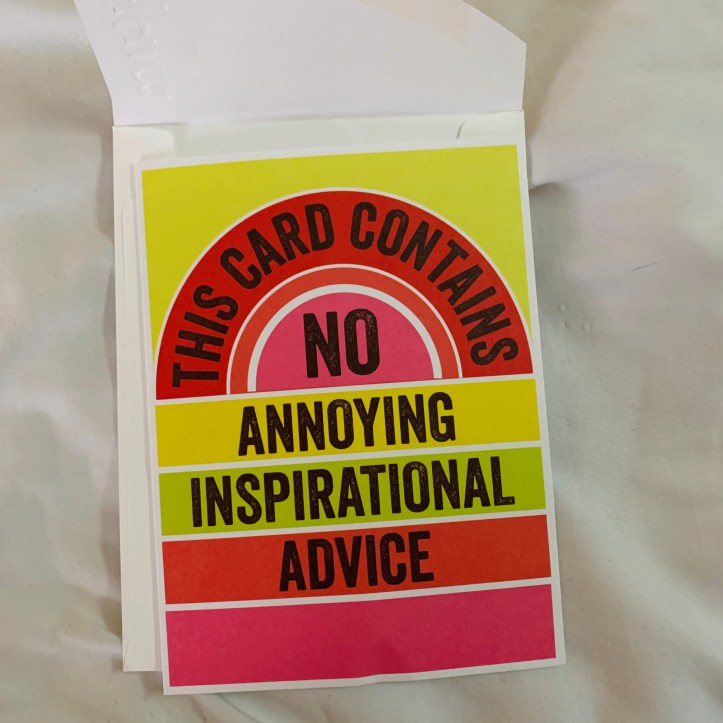 THIS CARD CONTAINS
NO
ANNOYING
INSPIRATIONAL
ADVICE